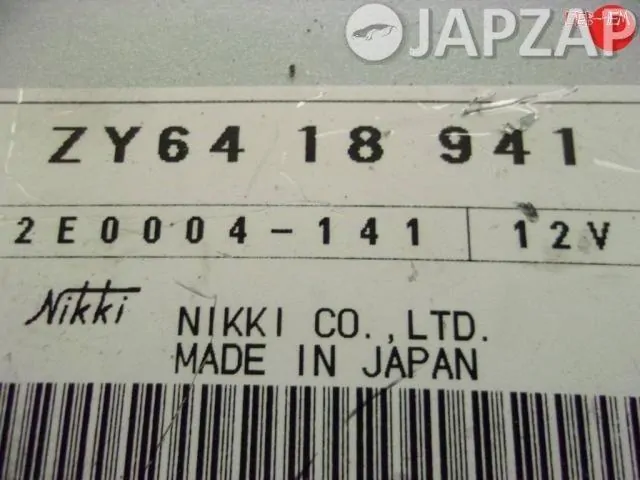 JAPZAP
ZY64 18 941
2E0004-141 12V
Nikki NIKKI CO.,LTD.
MADE IN JAPAN